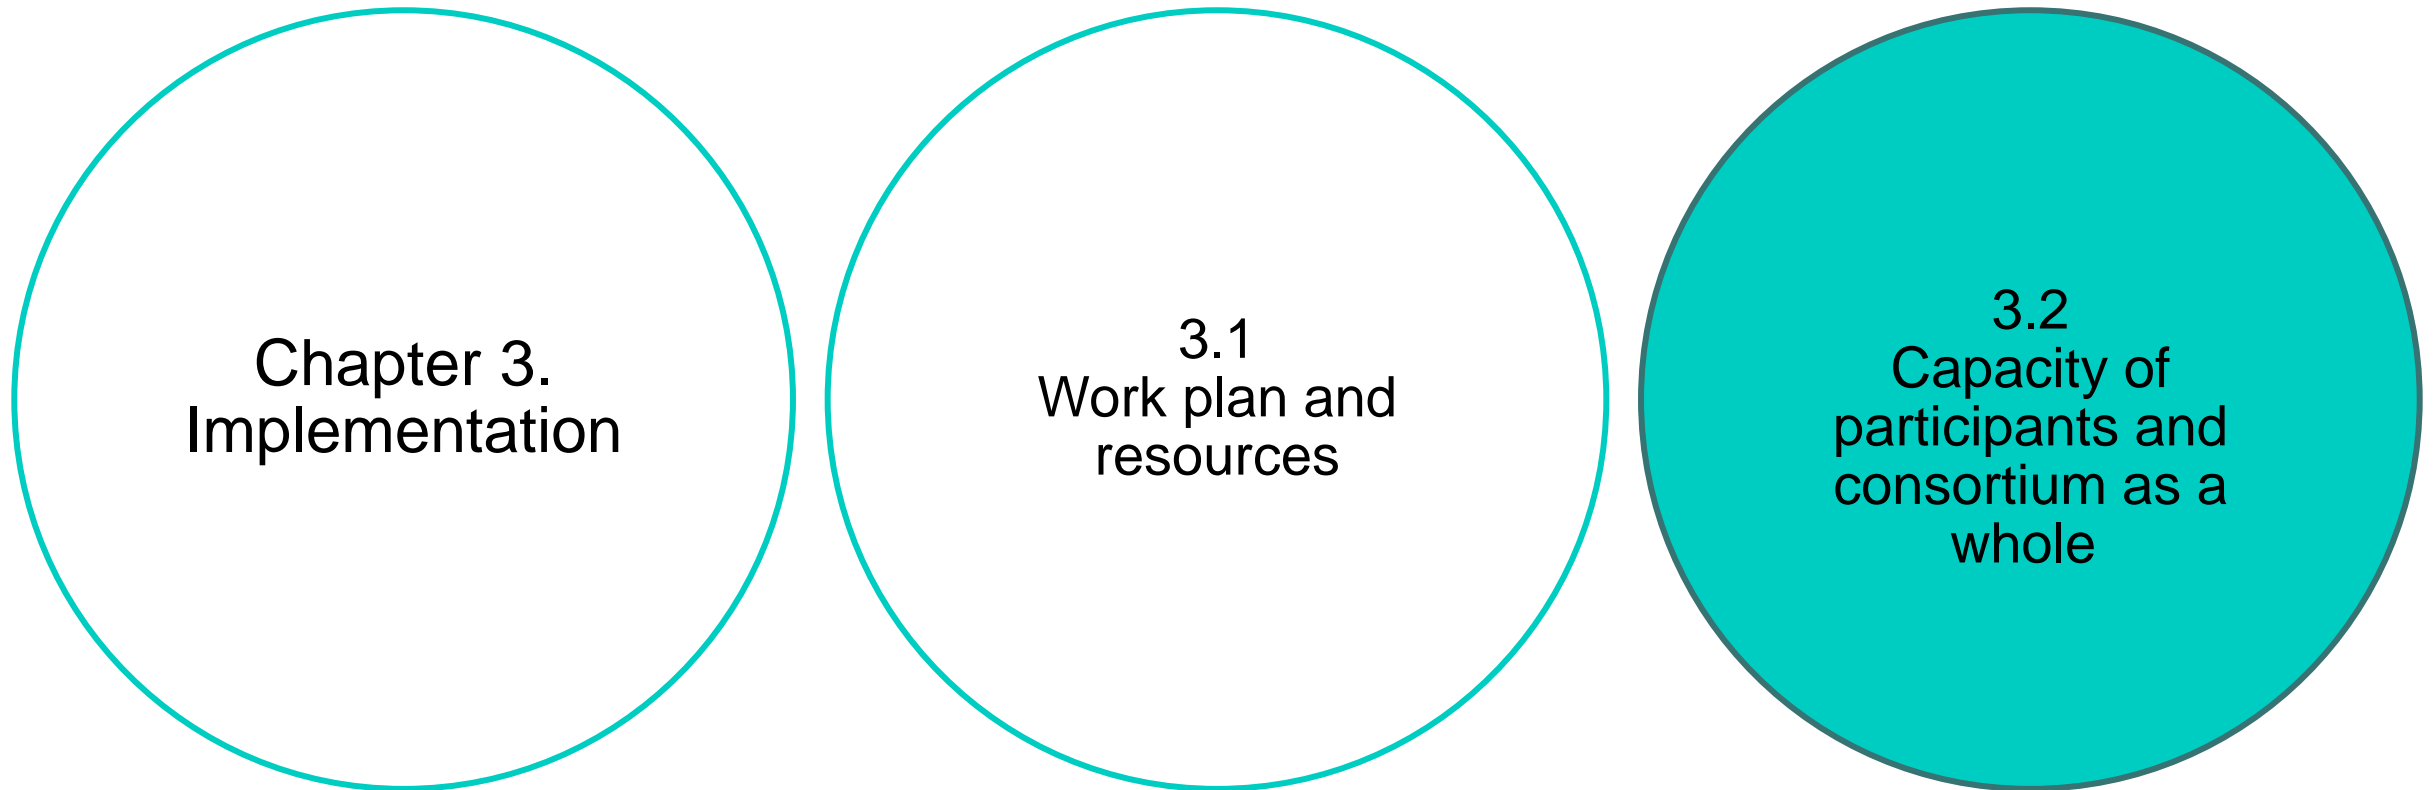 Chapter 3.
Implementation
3.1
Work plan and
resources
3.2
Capacity of
participants and
consortium as a
whole